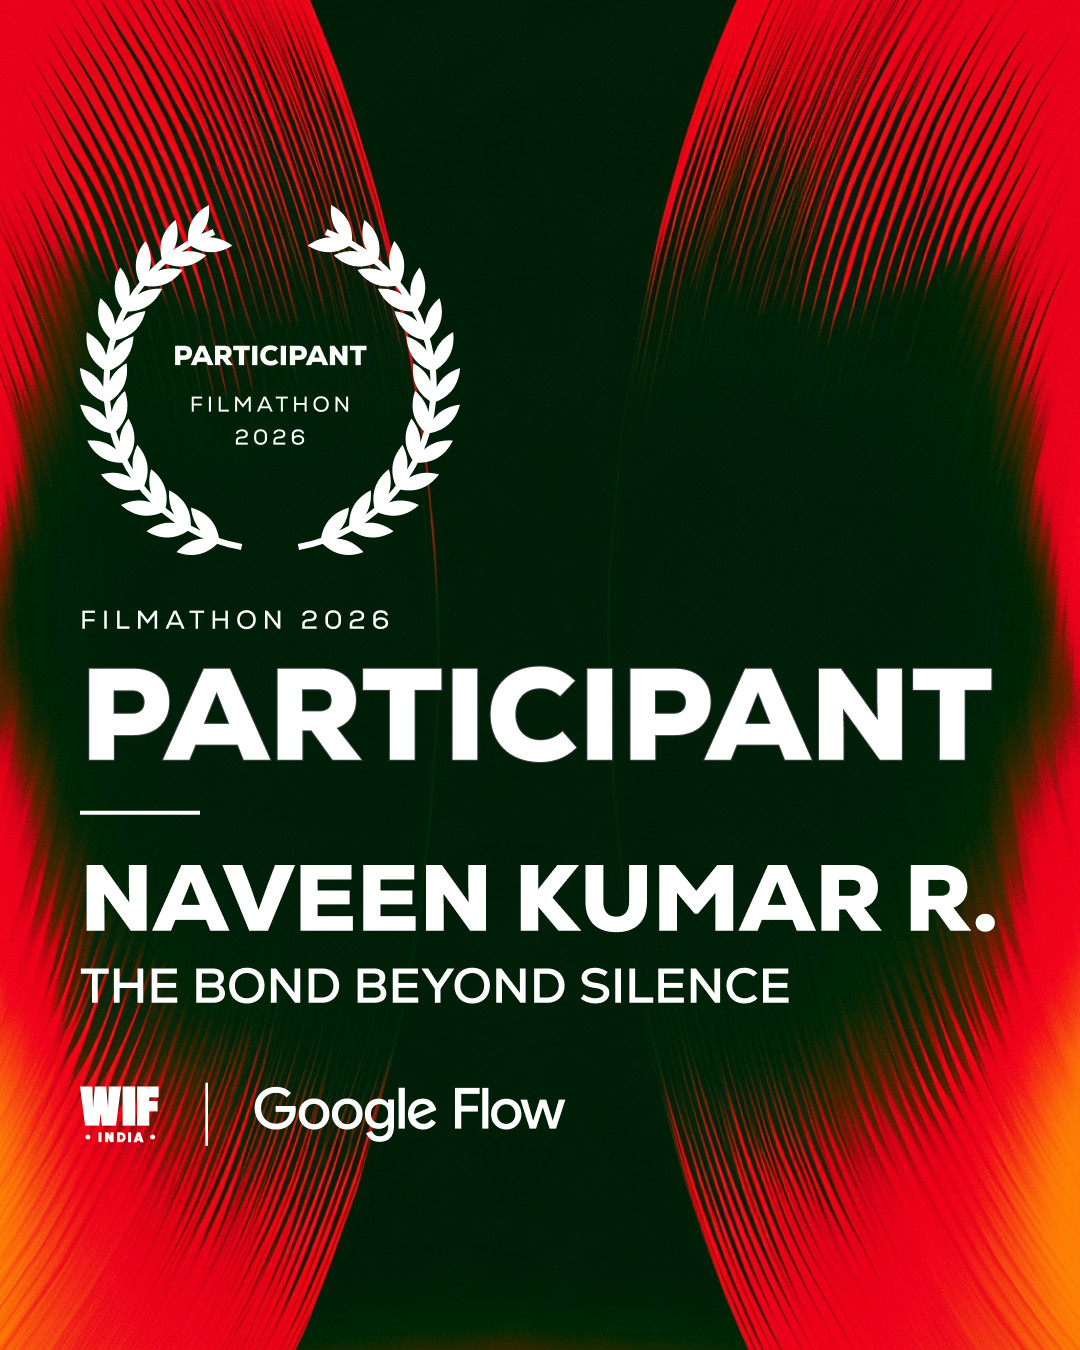 PARTICIPANT
FILMATHON
2026
FILMATHON 2026
PARTICIPANT
NAVEEN KUMAR R.
THE BOND BEYOND SILENCE
WIF
• INDIA •
Google Flow